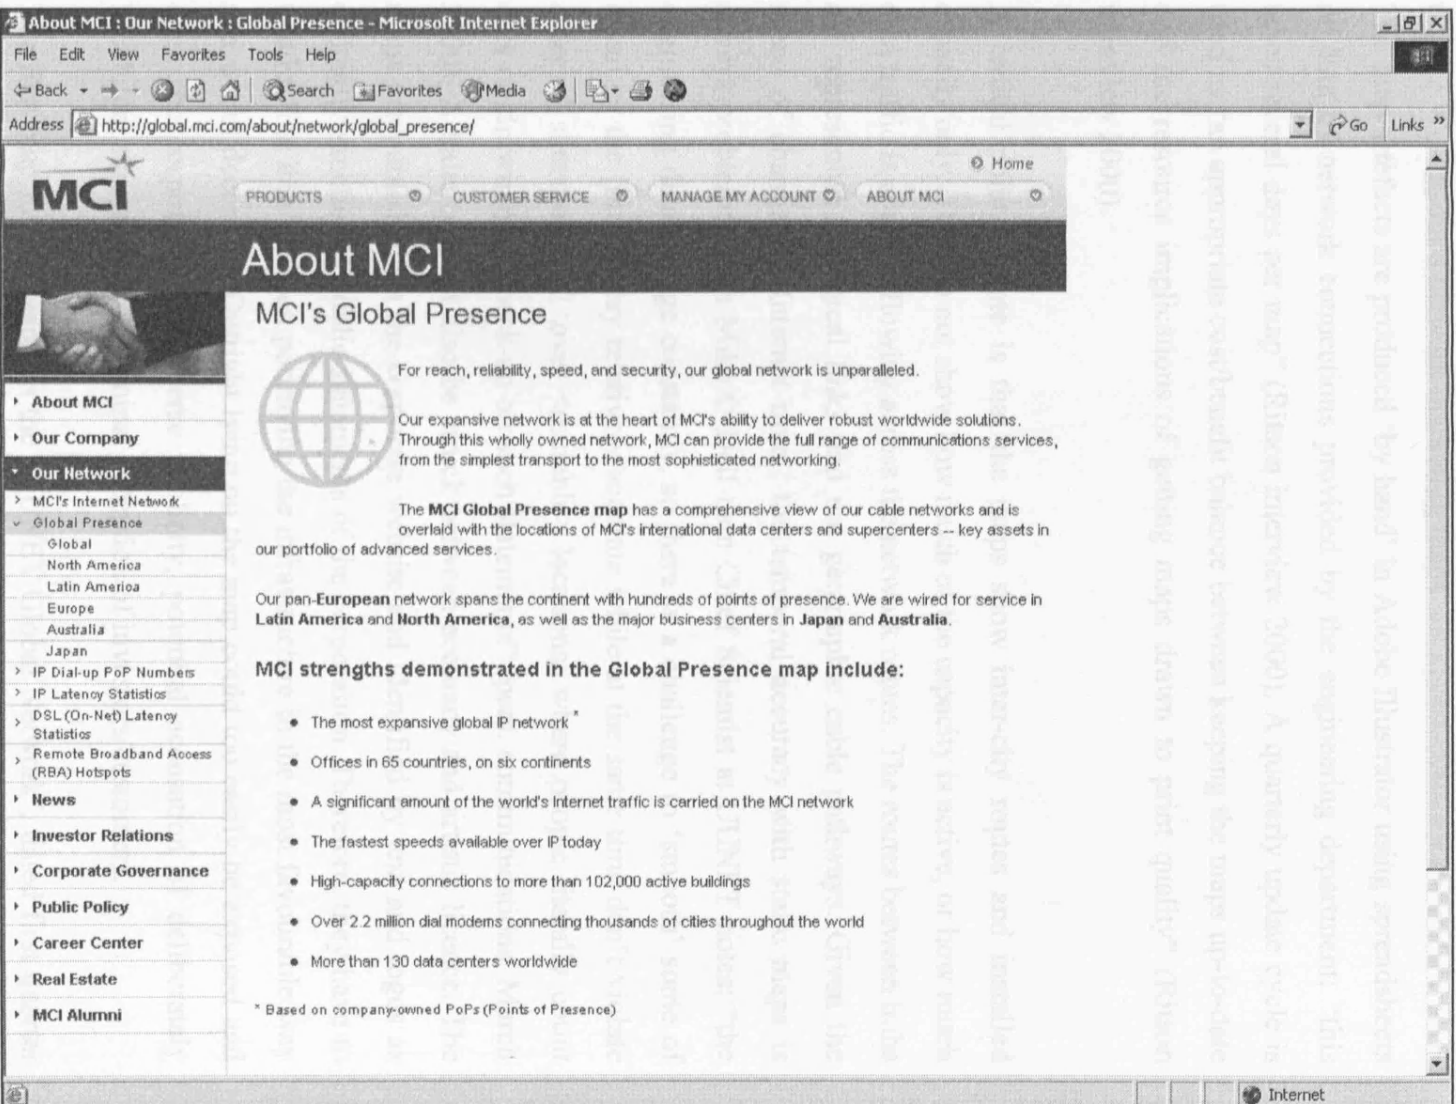 About MCI : Our Network : Global Presence - Microsoft Internet Explorer
File Edit View Favorites Tools Help
Back Search Favorites Media
Address http://global.mci.com/about/network/global_presence/ Go Links »
MCI
Home
PRODUCTS CUSTOMER SERVICE MANAGE MY ACCOUNT ABOUT MCI
About MCI
MCI's Global Presence
For reach, reliability, speed, and security, our global network is unparalleled.
Our expansive network is at the heart of MCI's ability to deliver robust worldwide solutions.
Through this wholly owned network, MCI can provide the full range of communications services,
from the simplest transport to the most sophisticated networking.
The MCI Global Presence map has a comprehensive view of our cable networks and is
overlaid with the locations of MCI's international data centers and supercenters -- key assets in
our portfolio of advanced services.
Our pan-European network spans the continent with hundreds of points of presence. We are wired for service in
Latin America and North America, as well as the major business centers in Japan and Australia.
MCI strengths demonstrated in the Global Presence map include:
• The most expansive global IP network *
• Offices in 65 countries, on six continents
• A significant amount of the world's Internet traffic is carried on the MCI network
• The fastest speeds available over IP today
• High-capacity connections to more than 102,000 active buildings
• Over 2.2 million dial modems connecting thousands of cities throughout the world
• More than 130 data centers worldwide
* Based on company-owned PoPs (Points of Presence)
About MCI
Our Company
Our Network
MCI's Internet Network
Global Presence
Global
North America
Latin America
Europe
Australia
Japan
IP Dial-up PoP Numbers
IP Latency Statistics
DSL (On-Net) Latency
Statistics
Remote Broadband Access
(RBA) Hotspots
News
Investor Relations
Corporate Governance
Public Policy
Career Center
Real Estate
MCI Alumni
Internet